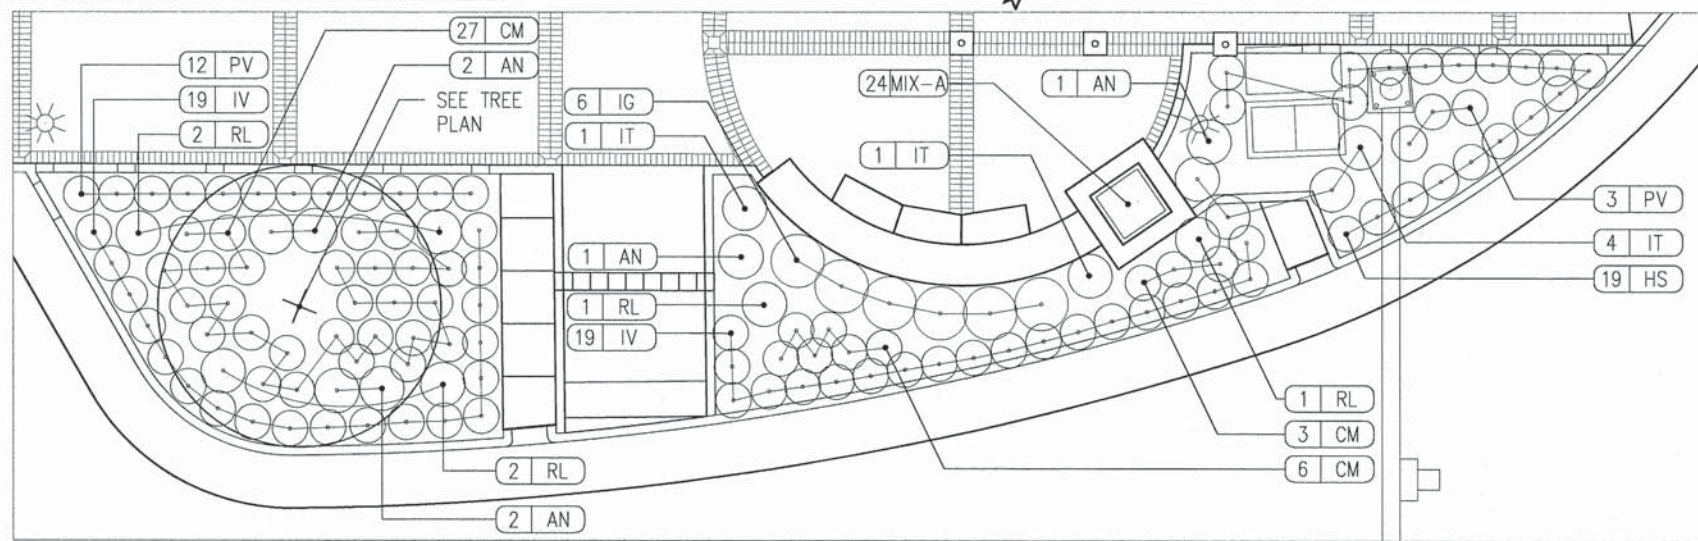 27 CM
12 PV
2 AN
19 IV
SEE TREE
PLAN
2 RL
6 IG
1 IT
24 MIX-A
1 AN
1 IT
3 PV
4 IT
19 HS
1 AN
1 RL
19 IV
1 RL
3 CM
6 CM
2 RL
2 AN